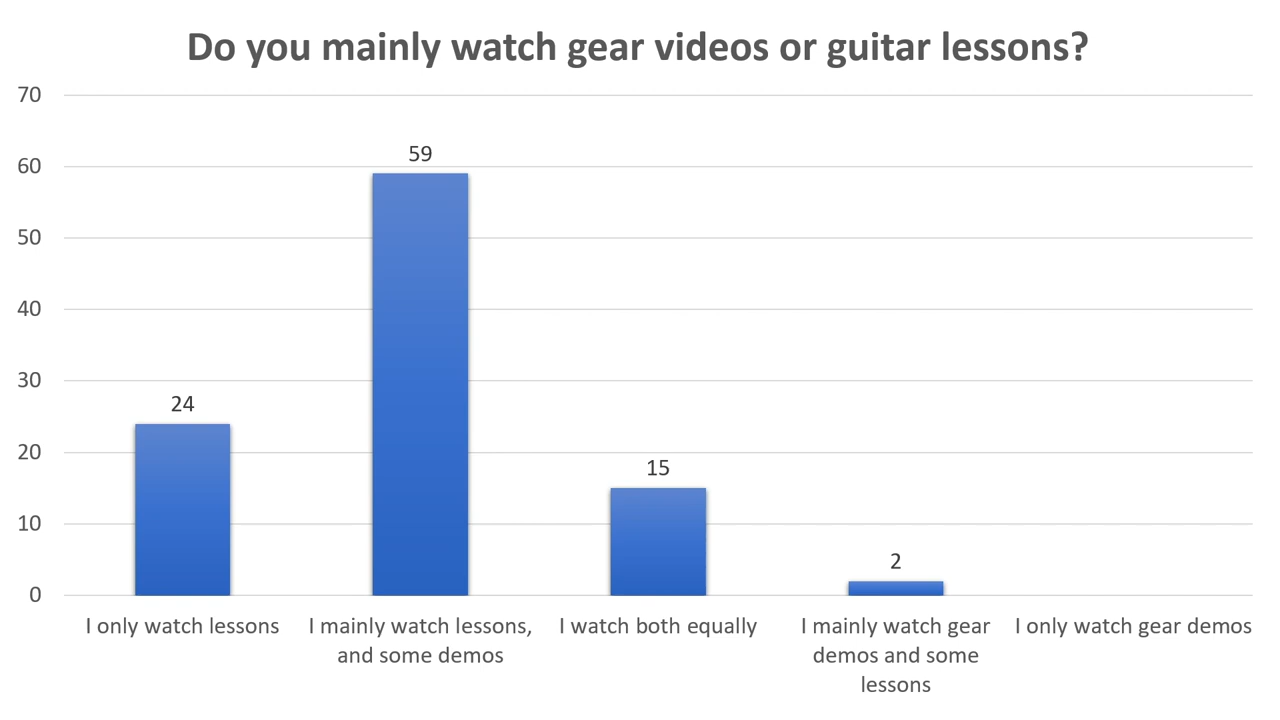 Do you mainly watch gear videos or guitar lessons?
70
60
50
40
30
20
10
0
24
59
15
2
I only watch lessons
I mainly watch lessons,
and some demos
I watch both equally
I mainly watch gear
demos and some
lessons
I only watch gear demos